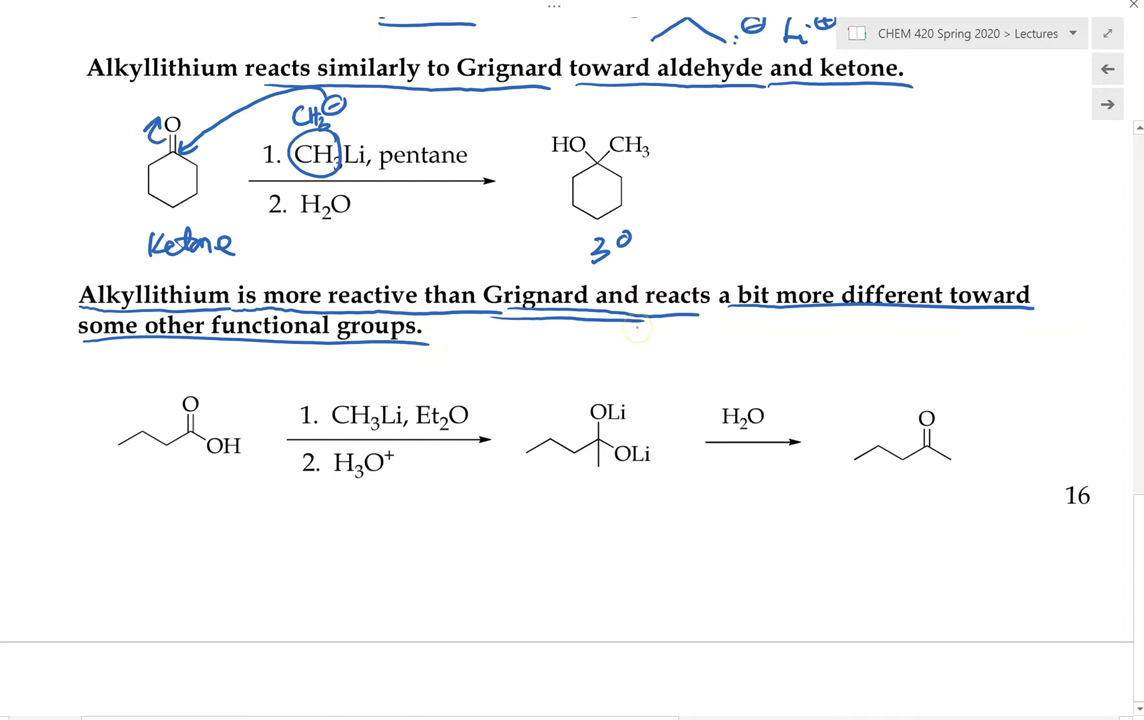 Li
CHEM 420 Spring 2020 > Lectures
Alkyllithium reacts similarly to Grignard toward aldehyde and ketone.
CH₃ ⊖
O
1. CH₃Li, pentane
2. H₂O
HO CH₃
Ketone
3°
Alkyllithium is more reactive than Grignard and reacts a bit more different toward
some other functional groups.
O
OH
1. CH₃Li, Et₂O
2. H₃O⁺
OLi
OLi
H₂O
O
16